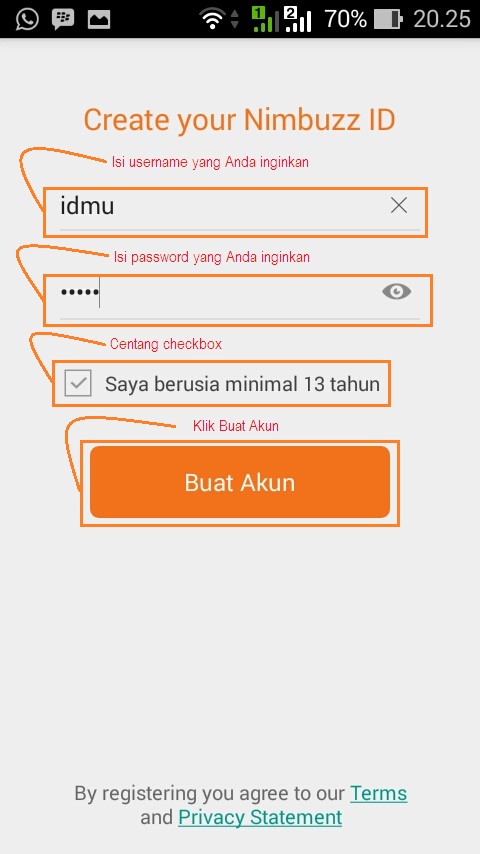 1 2 70% 20.25
Create your Nimbuzz ID
Isi username yang Anda inginkan
idmu
Isi password yang Anda inginkan
•••••
Centang checkbox
Saya berusia minimal 13 tahun
Klik Buat Akun
Buat Akun
By registering you agree to our Terms
and Privacy Statement